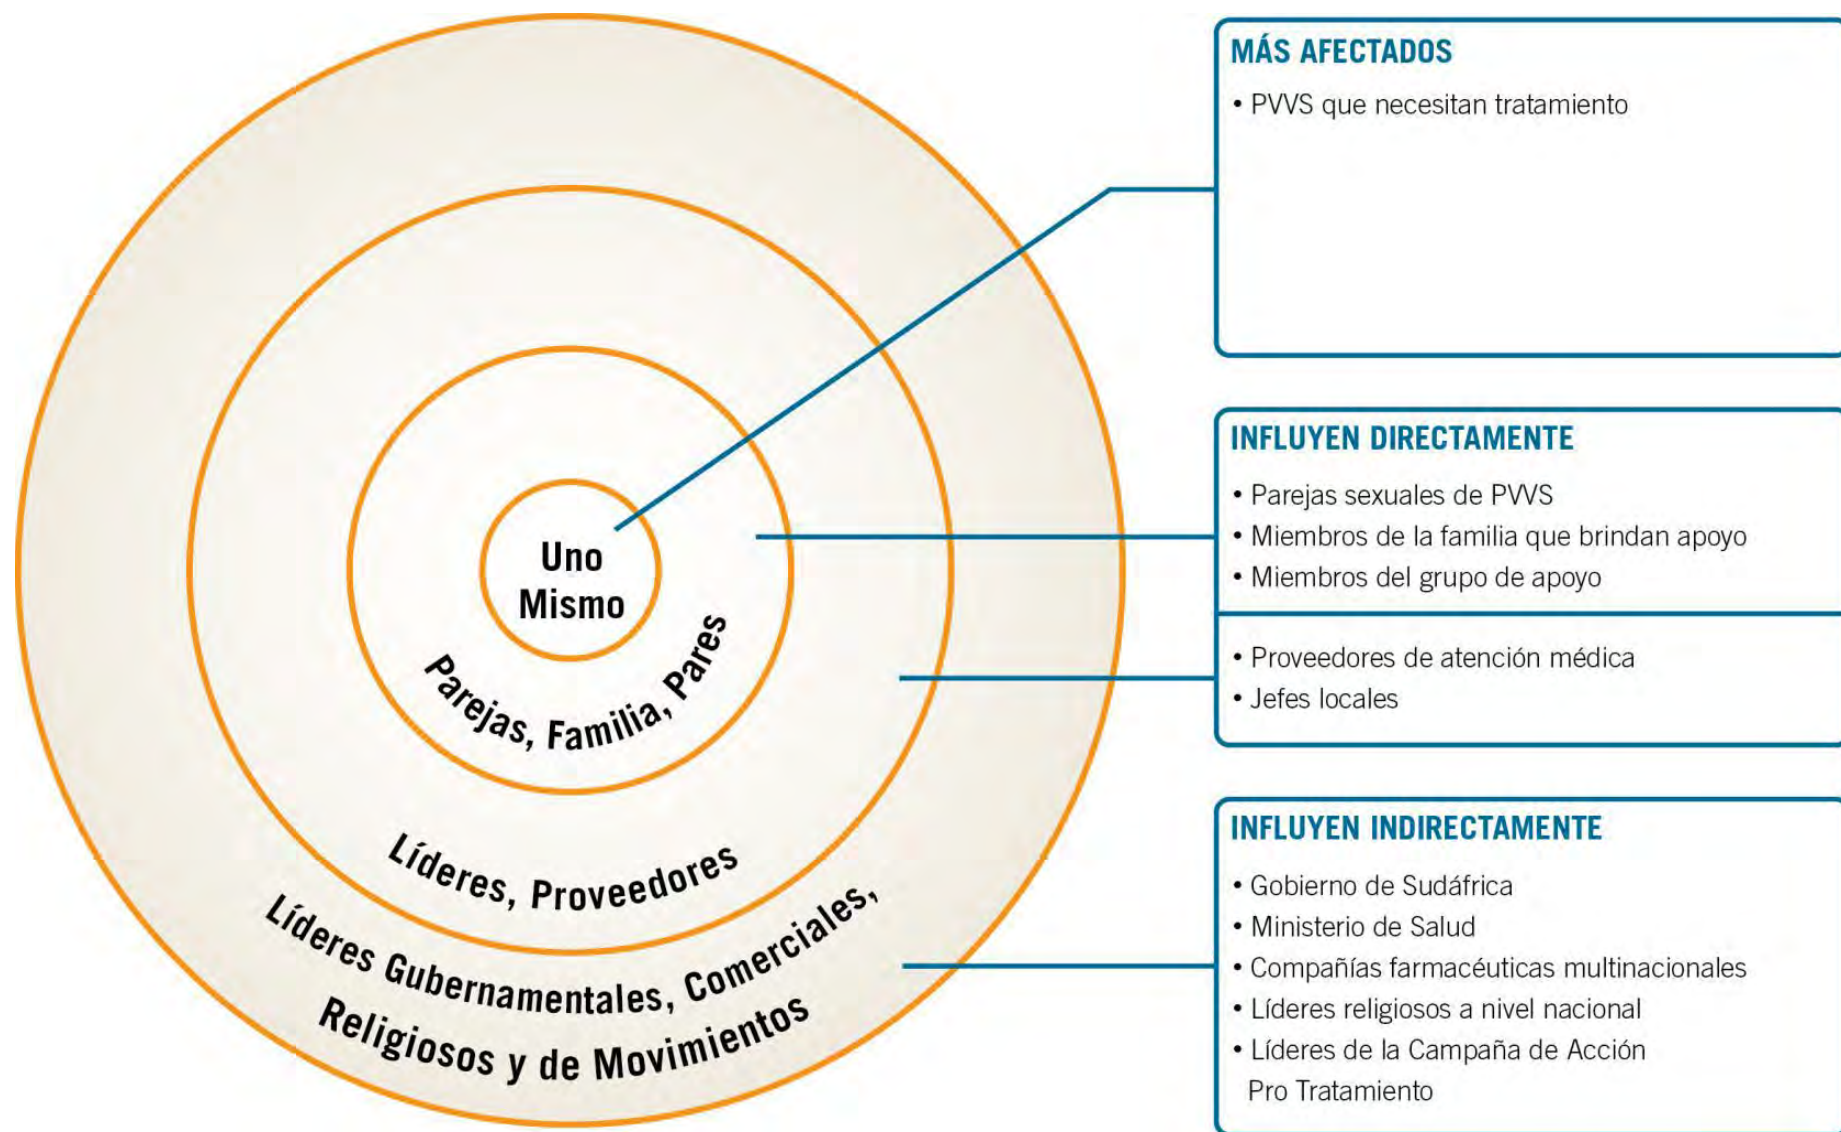 Uno
Mismo
Parejas, Familia, Pares
Líderes, Proveedores
Líderes Gubernamentales, Comerciales,
Religiosos y de Movimientos
MÁS AFECTADOS
• PVVS que necesitan tratamiento
INFLUYEN DIRECTAMENTE
• Parejas sexuales de PVVS
• Miembros de la familia que brindan apoyo
• Miembros del grupo de apoyo
• Proveedores de atención médica
• Jefes locales
INFLUYEN INDIRECTAMENTE
• Gobierno de Sudáfrica
• Ministerio de Salud
• Compañías farmacéuticas multinacionales
• Líderes religiosos a nivel nacional
• Líderes de la Campaña de Acción
Pro Tratamiento